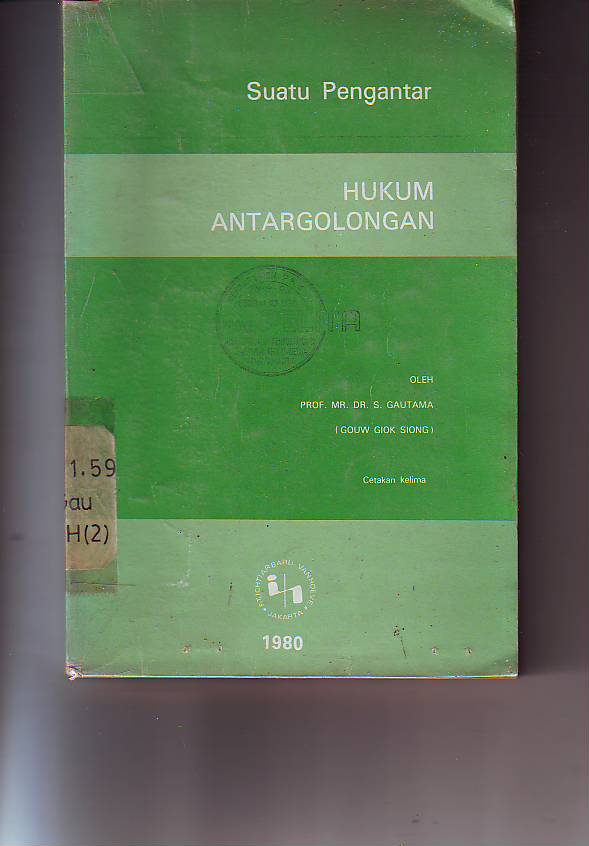 Suatu Pengantar
HUKUM
ANTARGOLONGAN
OLEH
PROF. MR. DR. S. GAUTAMA
(GOUW GIOK SIONG)
Cetakan kelima
1.59
Gau
H(2)
JAKARTA
1980